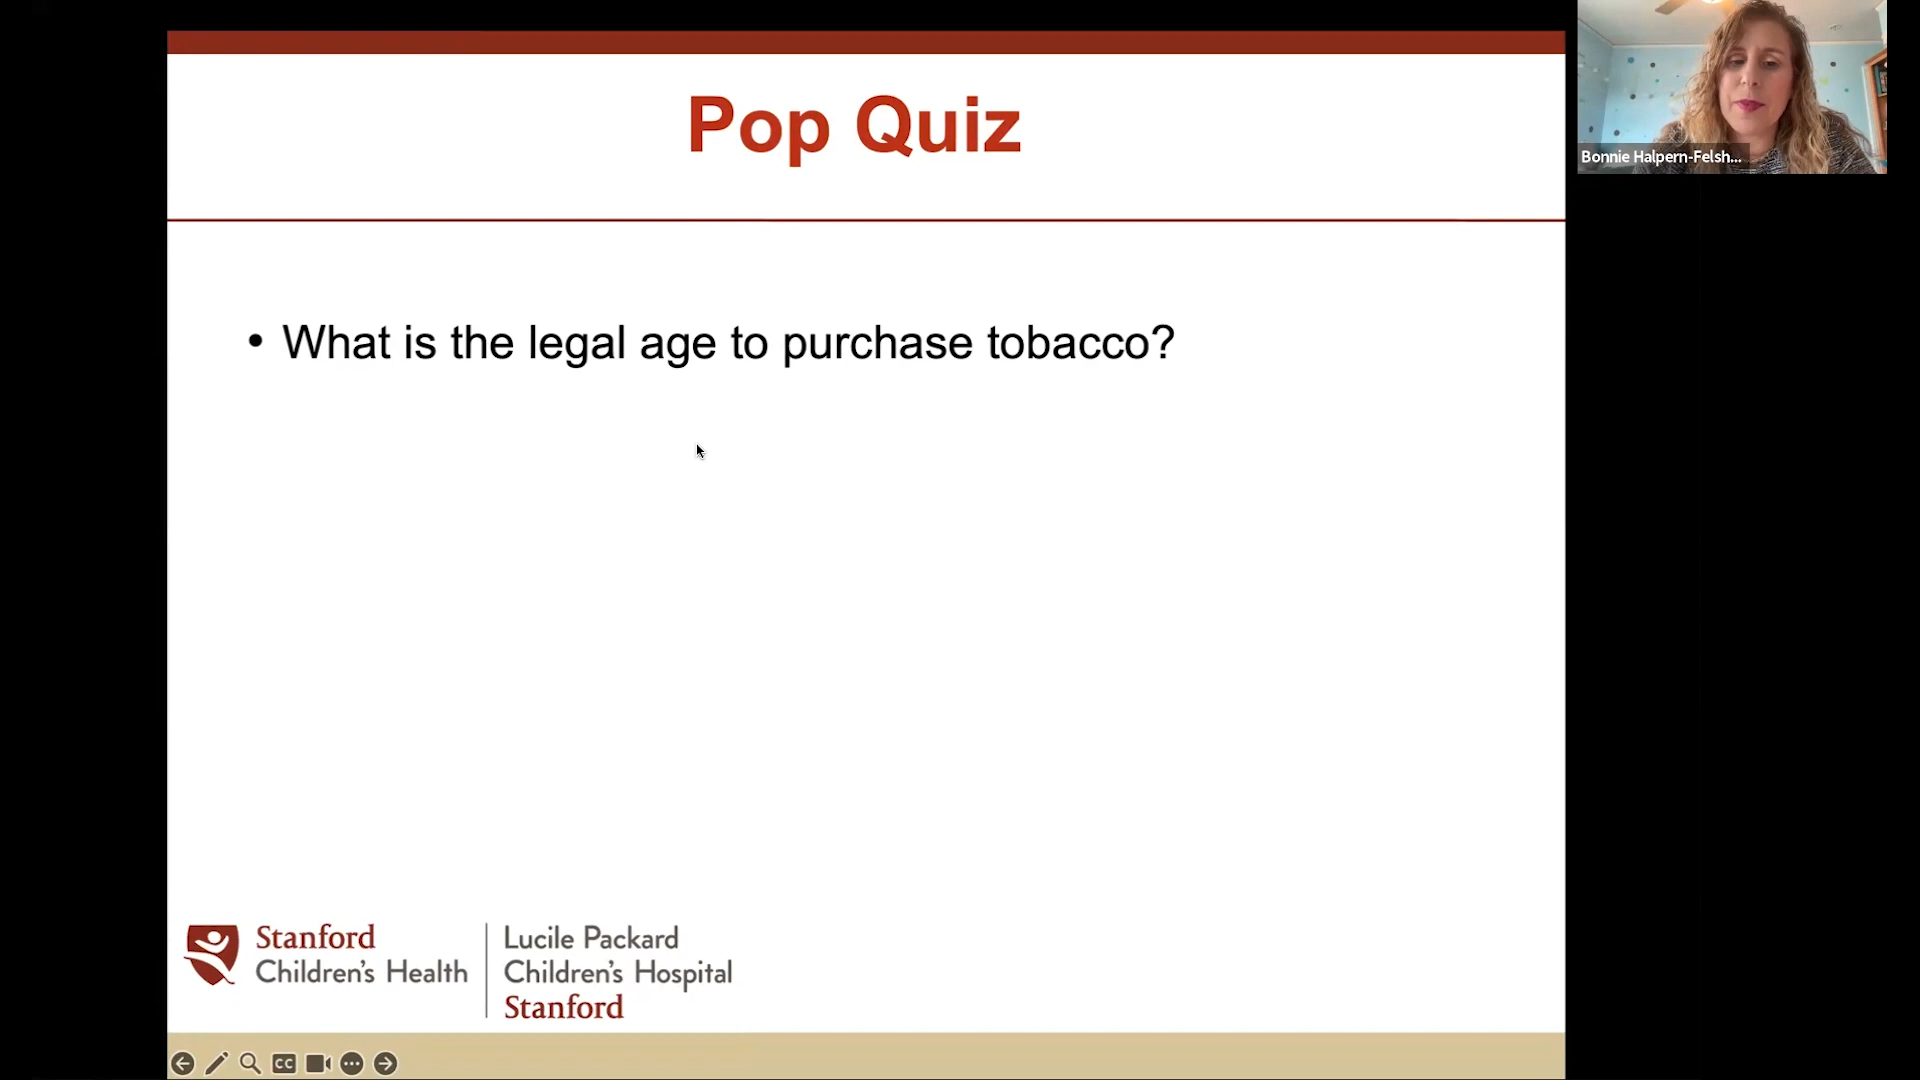 Pop Quiz
Bonnie Halpern-Felsh...
• What is the legal age to purchase tobacco?
Stanford
Children's Health
Lucile Packard
Children's Hospital
Stanford
CC